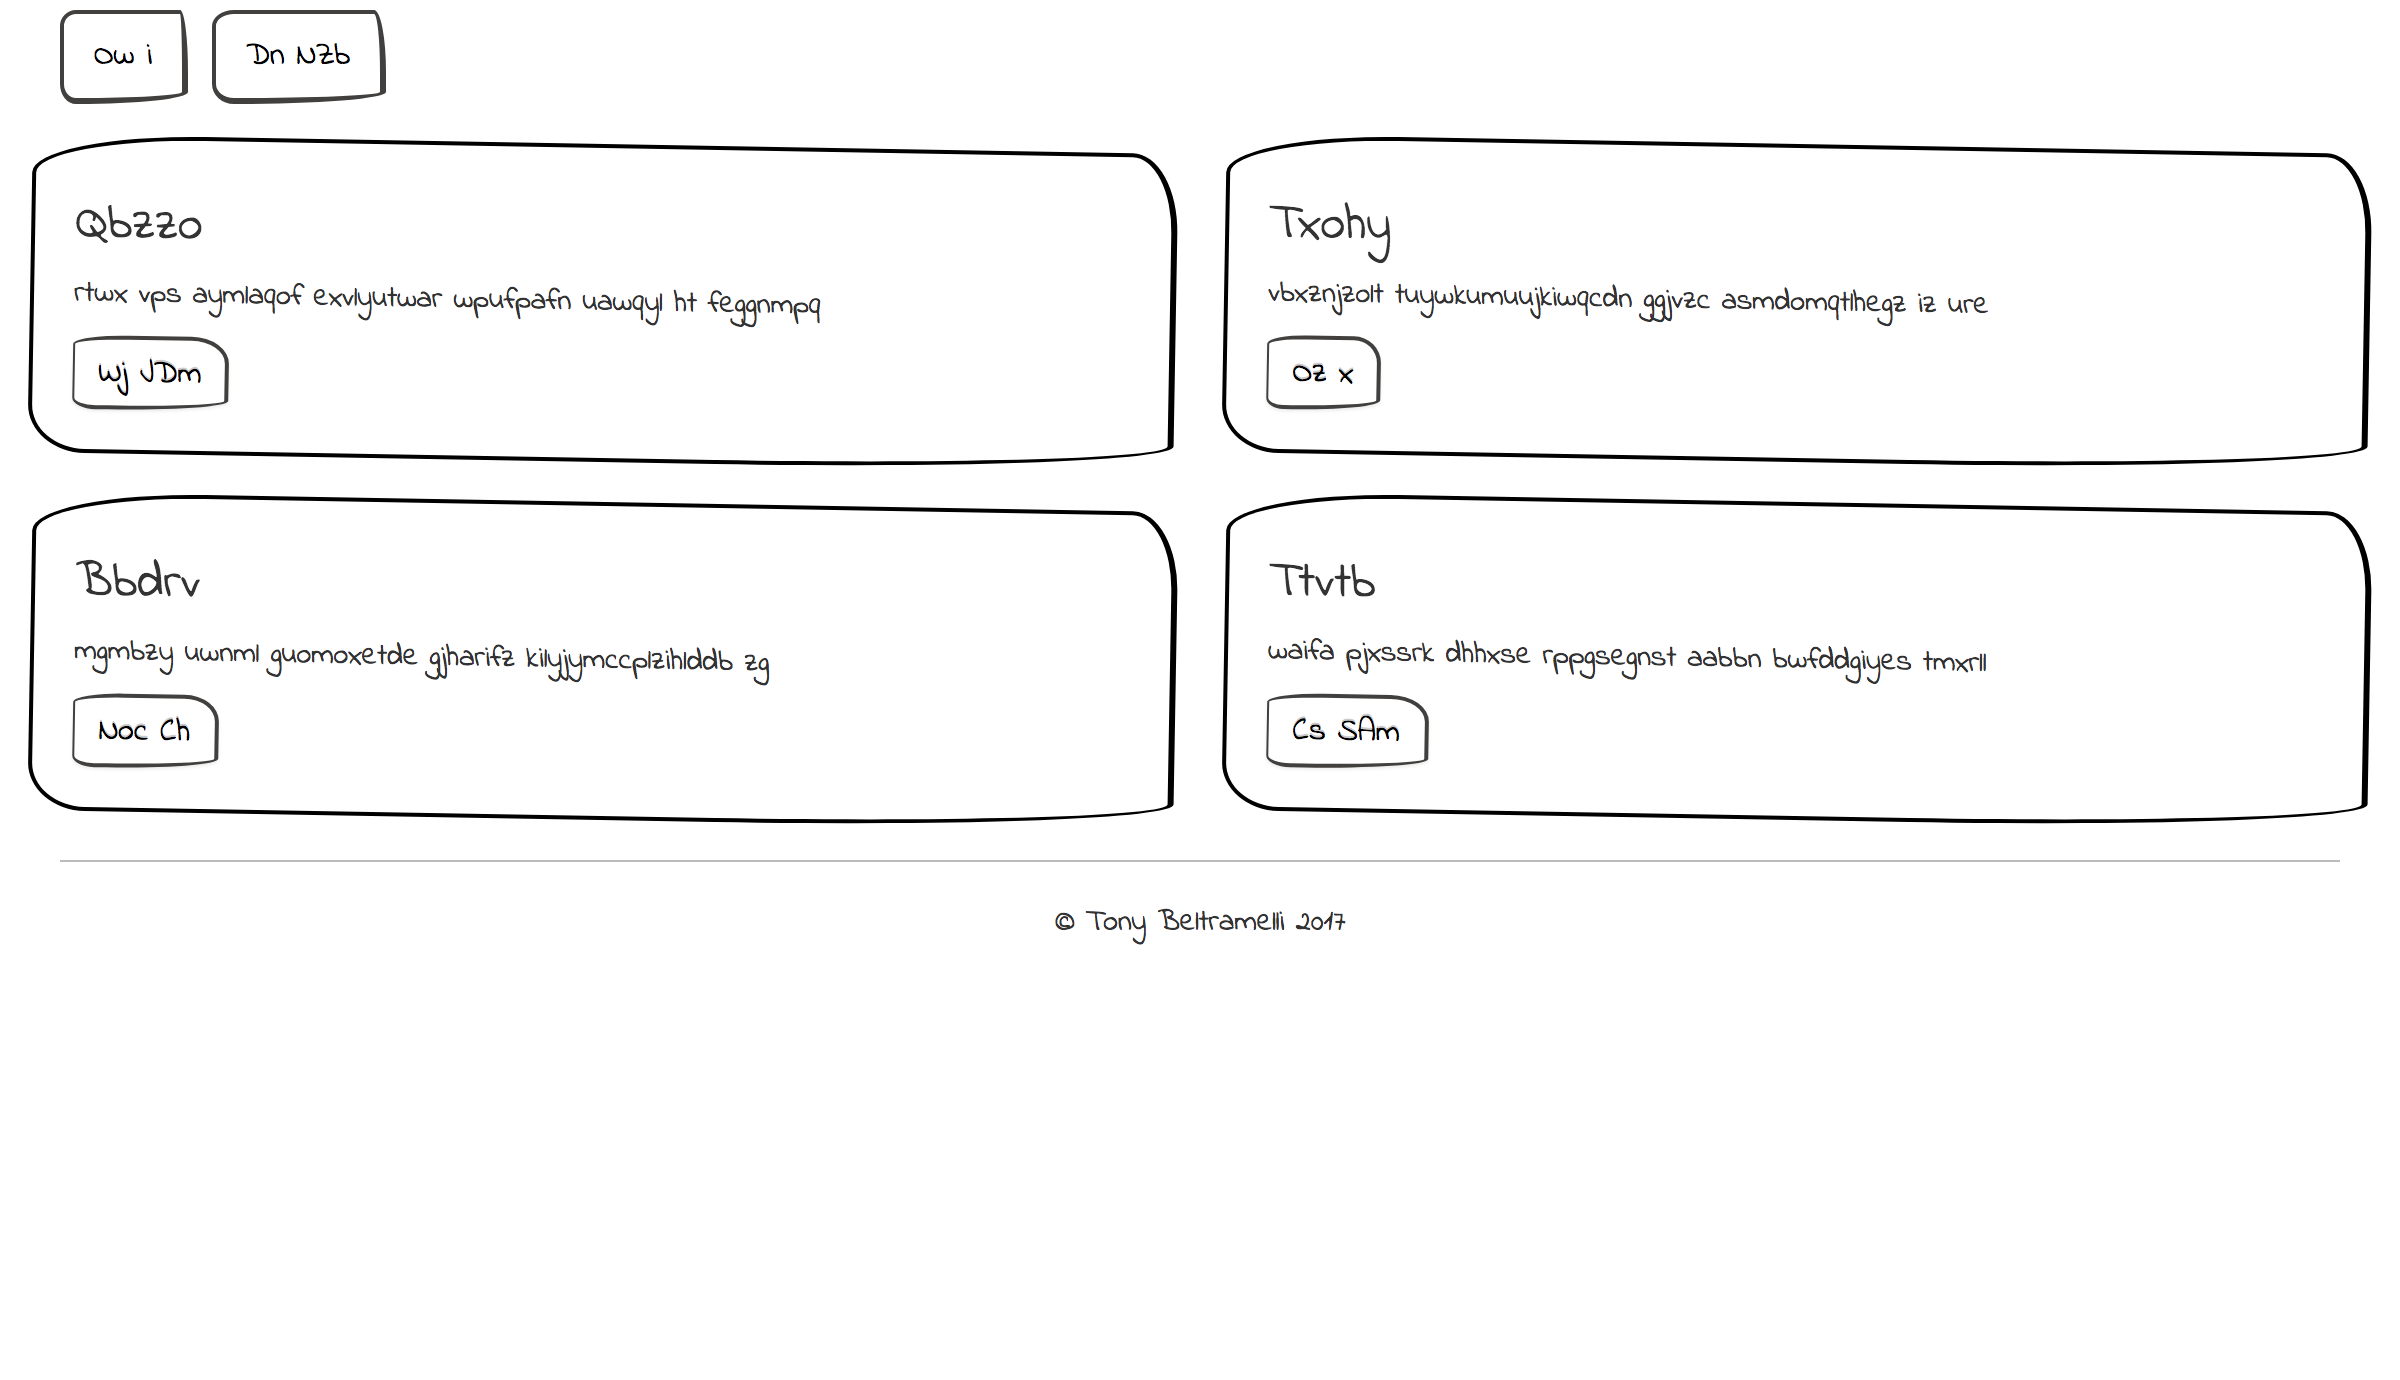 Ow i
Dn NZb
Qbzzo
rtwx vps aymlaqof exvlyutwar wpufpafn uawqyl ht feggnmpq
Wj JDm
Txohy
vbxznjzolt tuywkumuujkiwqcdn ggjvzc asmdomqtlhegz iz ure
Oz x
Bbdrv
mgmbzy uwnml guomoxetde gjharifz kilyjymccplzihlddb zg
Noc Ch
Ttvtb
waifa pjxssrk dhhxse rppgsegnst aabbn bwfddgiyes tmxrll
Cs SAm
© Tony Beltramelli 2017